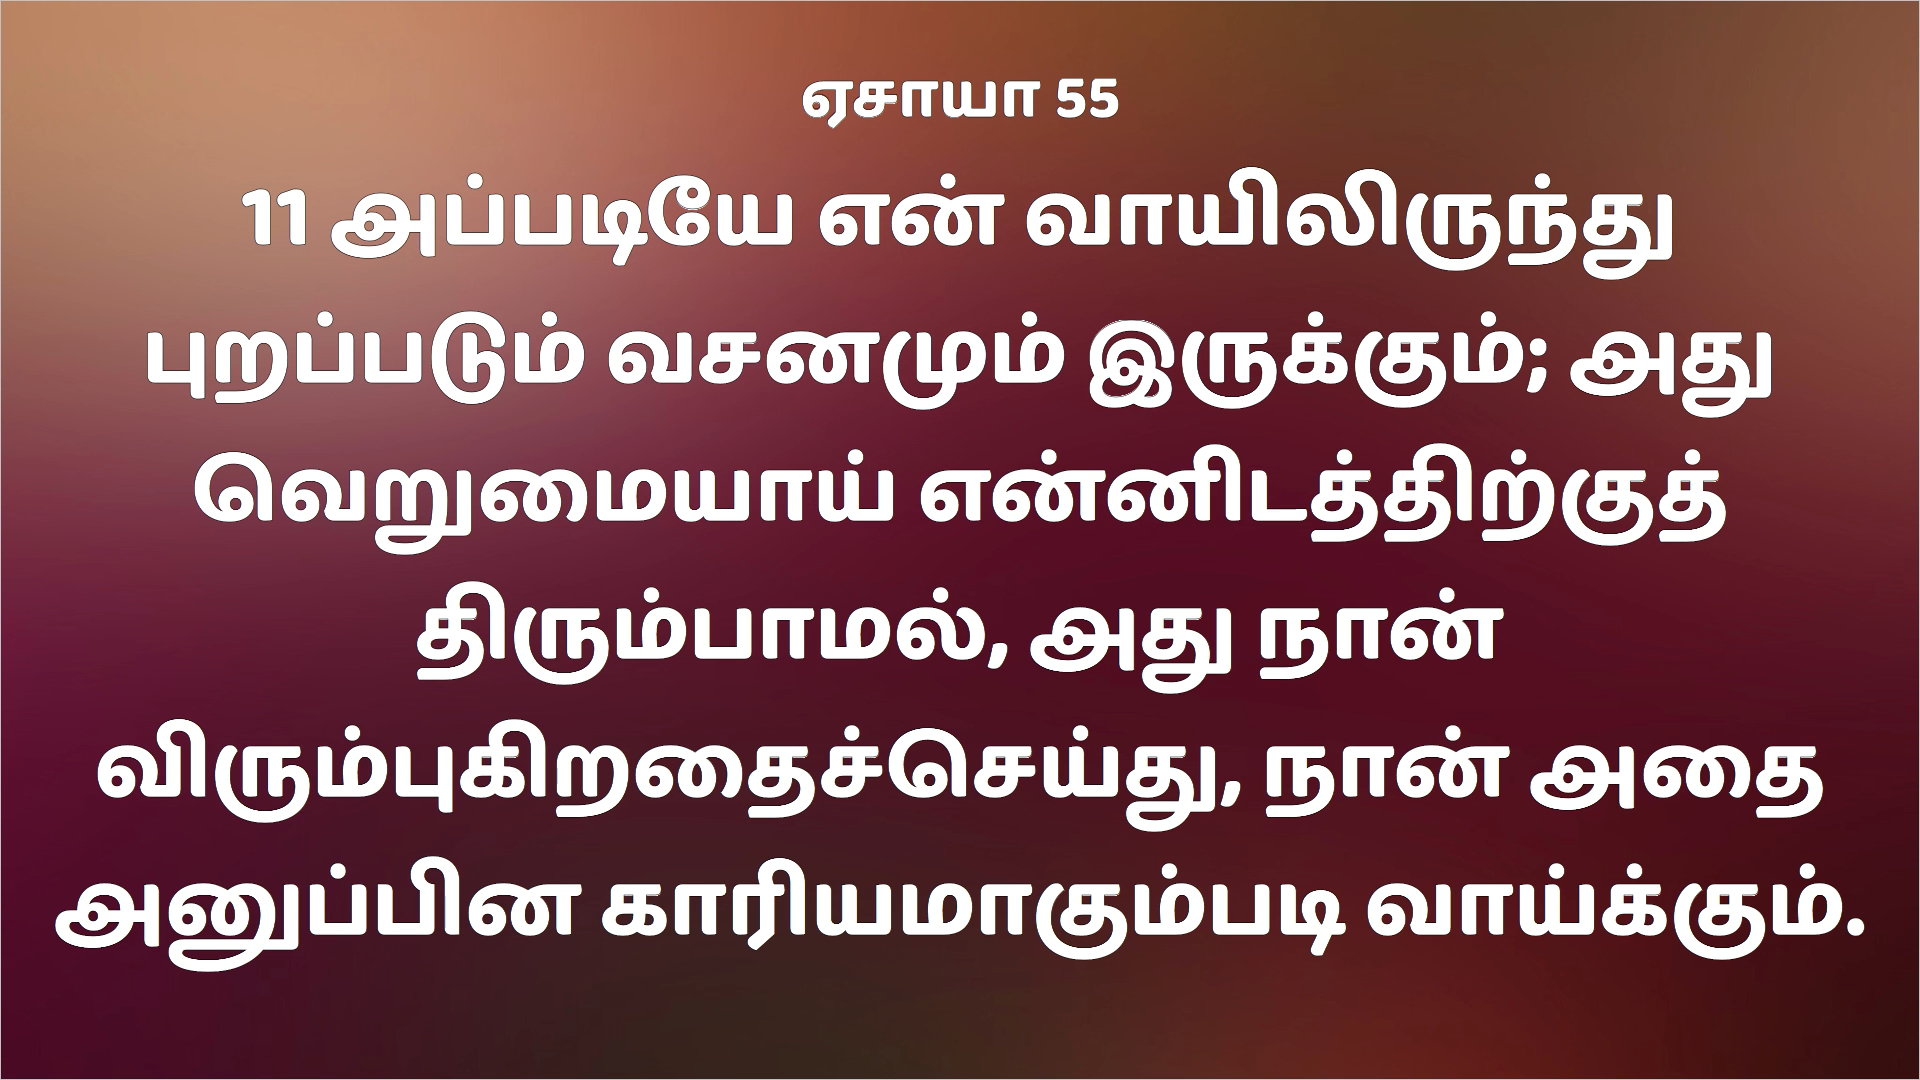 ஏசாயா 55
11 அப்படியே என் வாயிலிருந்து
புறப்படும் வசனமும் இருக்கும்; அது
வெறுமையாய் என்னிடத்திற்குத்
திரும்பாமல், அது நான்
விரும்புகிறதைச்செய்து, நான் அதை
அனுப்பின காரியமாகும்படி வாய்க்கும்.